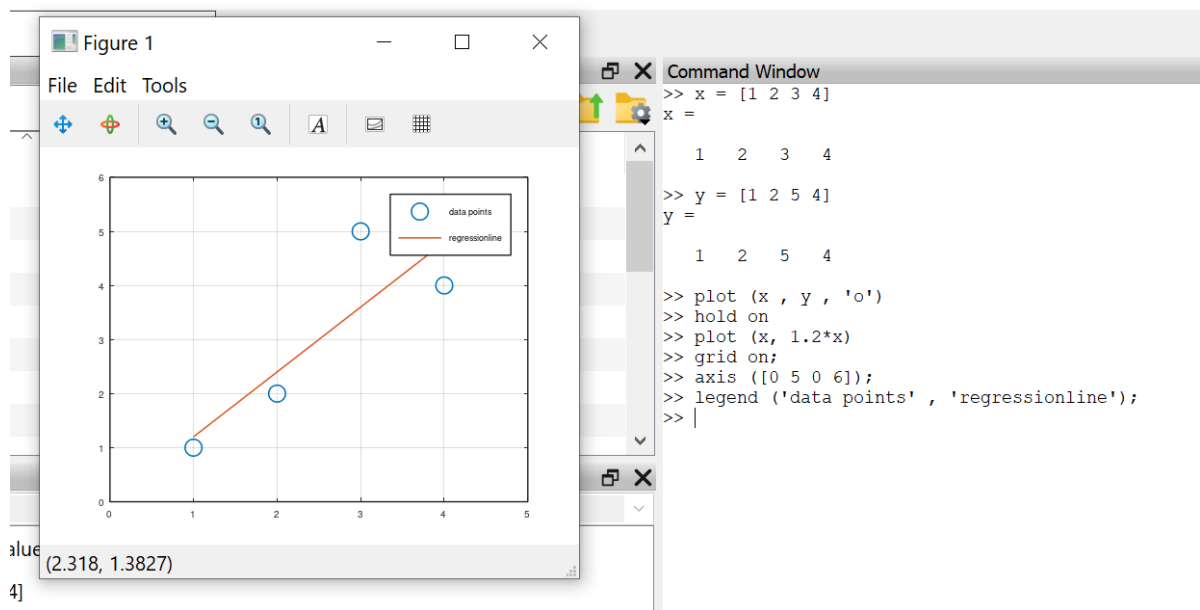 Figure 1
File Edit Tools
A
6
5
4
3
2
1
0
0 1 2 3 4 5
data points
regressionline
(2.318, 1.3827)
4]
Command Window
>> x = [1 2 3 4]
x =
1 2 3 4
>> y = [1 2 5 4]
y =
1 2 5 4
>> plot (x , y , 'o')
>> hold on
>> plot (x, 1.2*x)
>> grid on;
>> axis ([0 5 0 6]);
>> legend ('data points' , 'regressionline');
>>